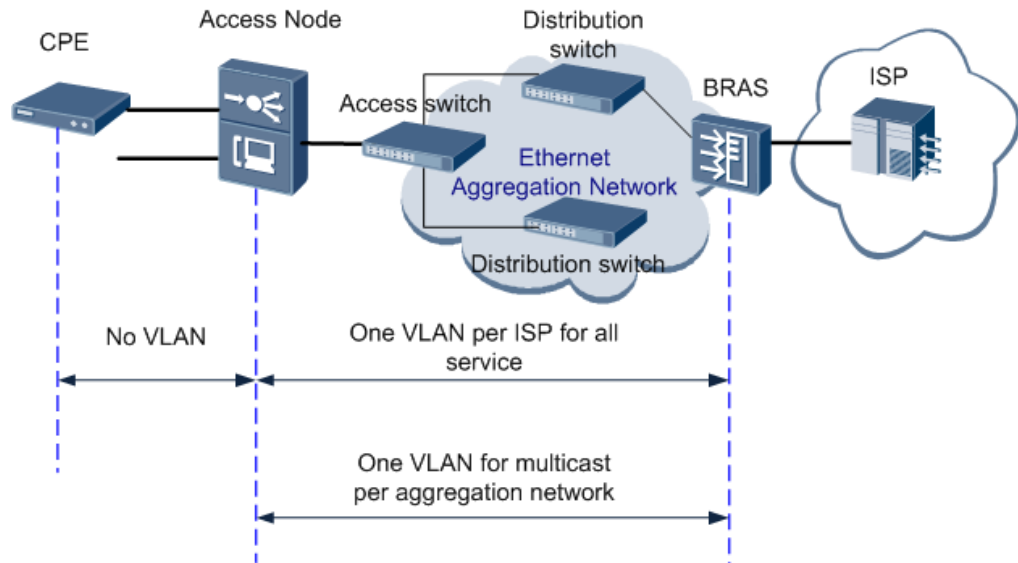 CPE
Access Node
Distribution
switch
Access switch
BRAS
ISP
Ethernet
Aggregation Network
Distribution switch
No VLAN
One VLAN per ISP for all
service
One VLAN for multicast
per aggregation network